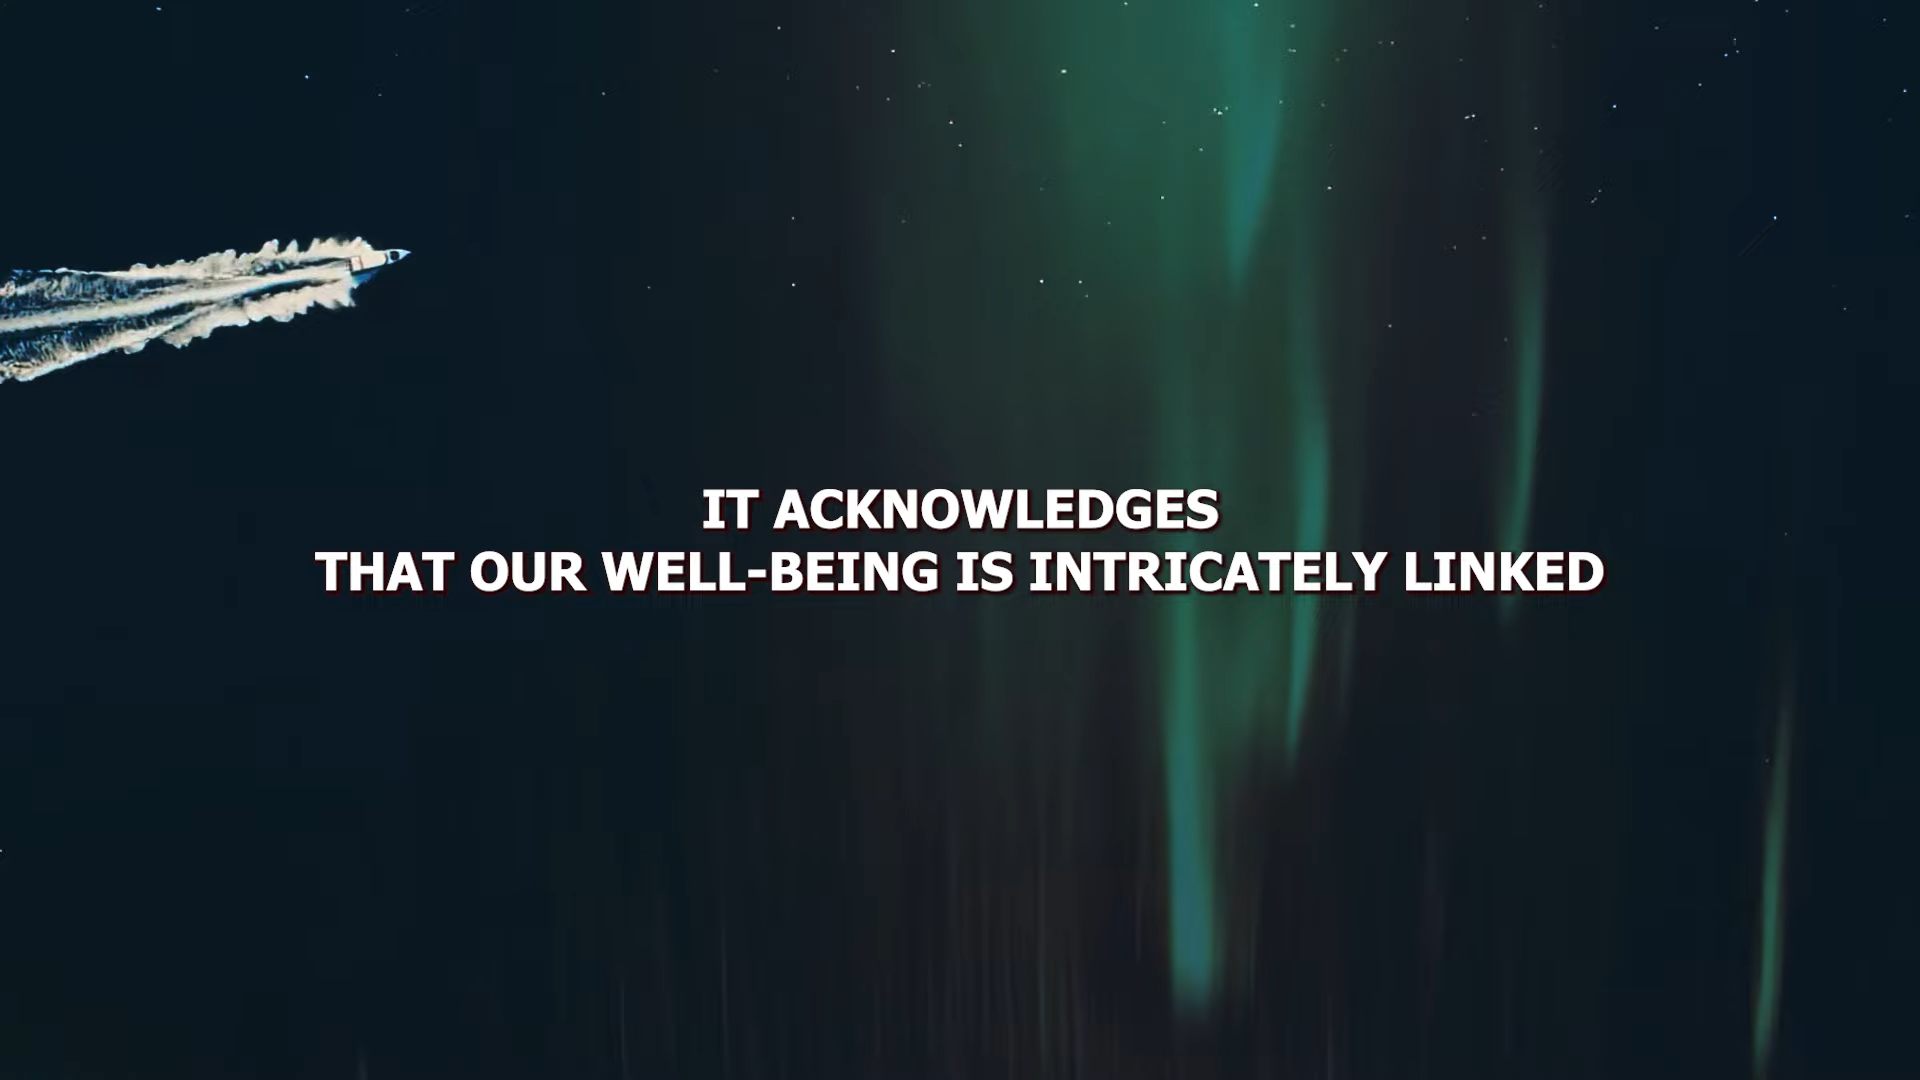 IT ACKNOWLEDGES
THAT OUR WELL-BEING IS INTRICATELY LINKED